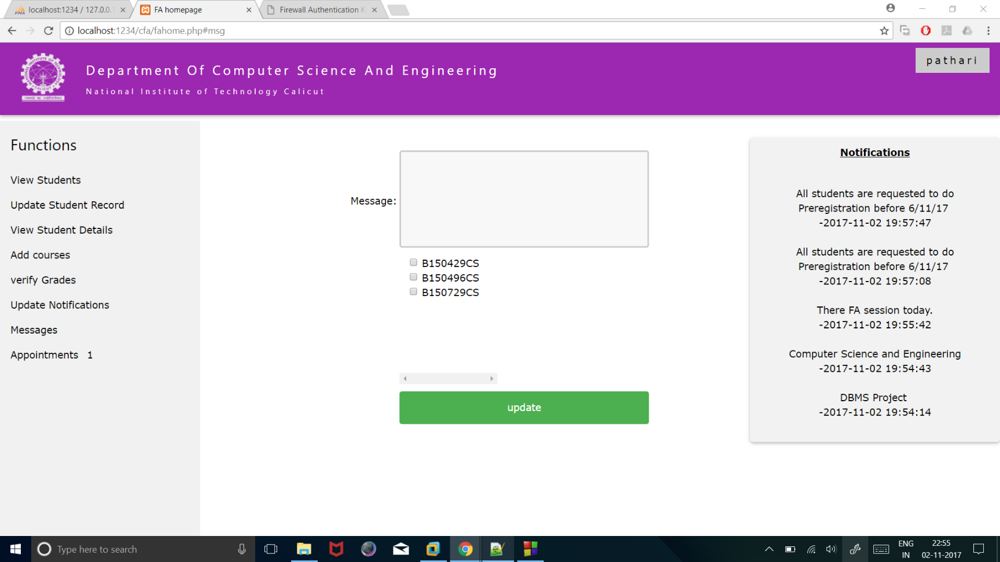 localhost:1234 / 127.0.0.1
FA homepage
Firewall Authentication K
localhost:1234/cfa/fahome.php#msg
Department Of Computer Science And Engineering
National Institute of Technology Calicut
pathari
Functions
View Students
Update Student Record
View Student Details
Add courses
verify Grades
Update Notifications
Messages
Appointments 1
Message:
B150429CS
B150496CS
B150729CS
update
Notifications
All students are requested to do
Preregistration before 6/11/17
-2017-11-02 19:57:47
All students are requested to do
Preregistration before 6/11/17
-2017-11-02 19:57:08
There FA session today.
-2017-11-02 19:55:42
Computer Science and Engineering
-2017-11-02 19:54:43
DBMS Project
-2017-11-02 19:54:14
Type here to search
ENG
IN
22:55
02-11-2017